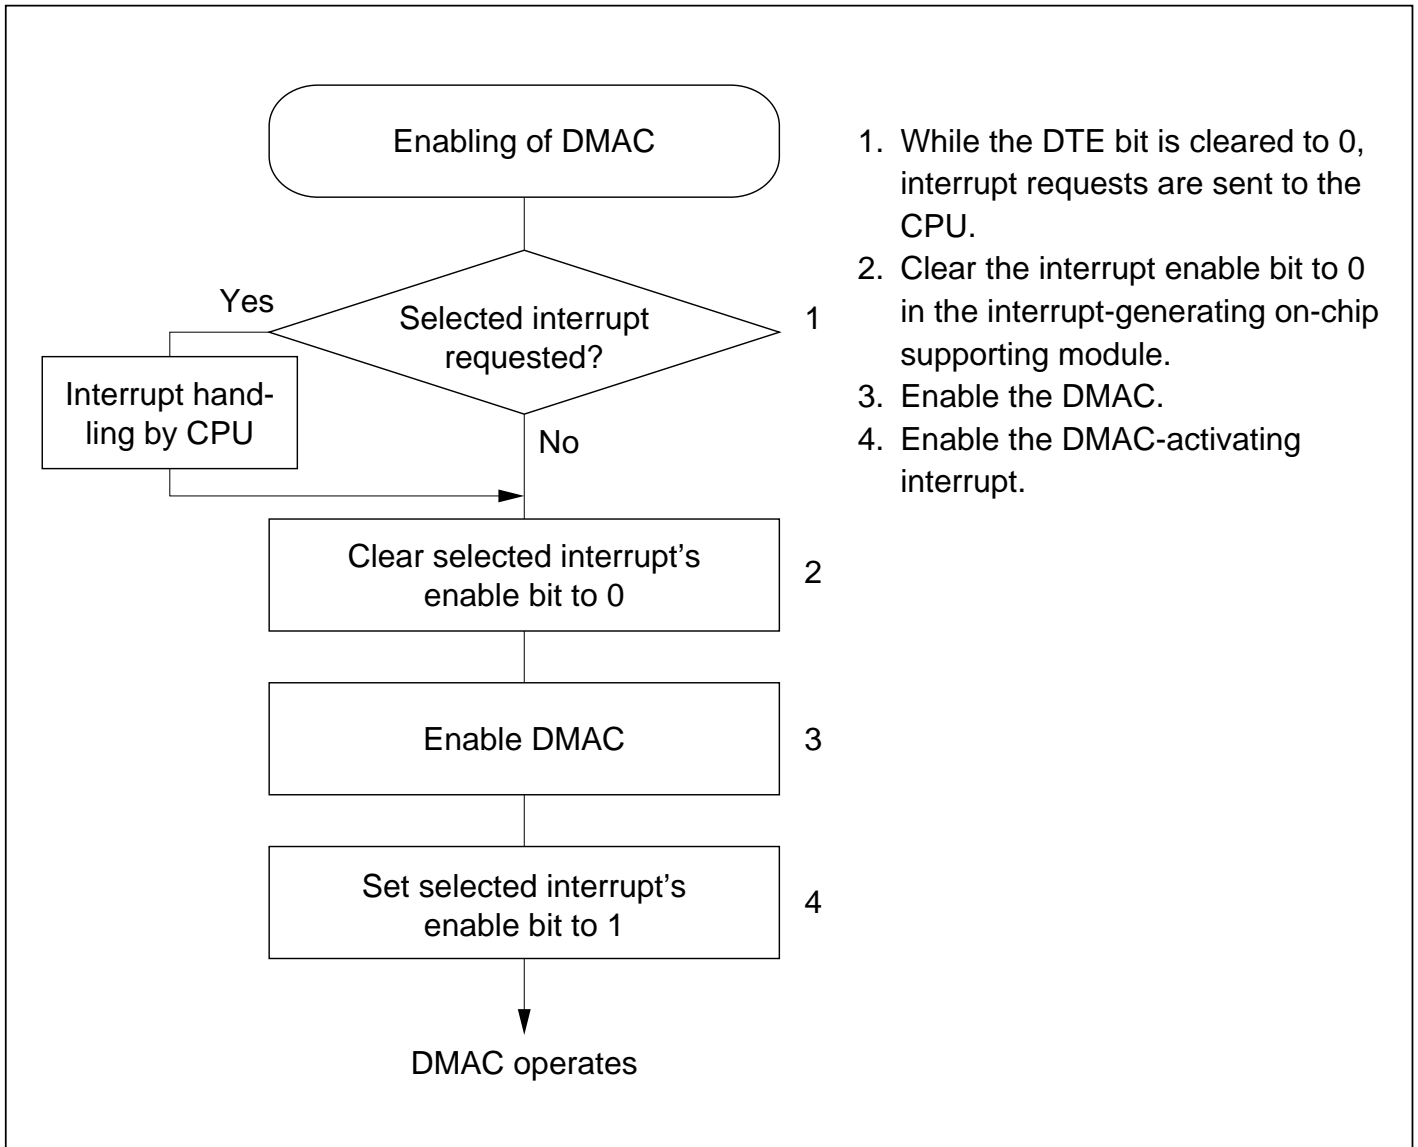 Enabling of DMAC
Yes
Selected interrupt
requested?
1
Interrupt hand-
ling by CPU
No
Clear selected interrupt's
enable bit to 0
2
Enable DMAC
3
Set selected interrupt's
enable bit to 1
4
DMAC operates
1. While the DTE bit is cleared to 0,
interrupt requests are sent to the
CPU.
2. Clear the interrupt enable bit to 0
in the interrupt-generating on-chip
supporting module.
3. Enable the DMAC.
4. Enable the DMAC-activating
interrupt.